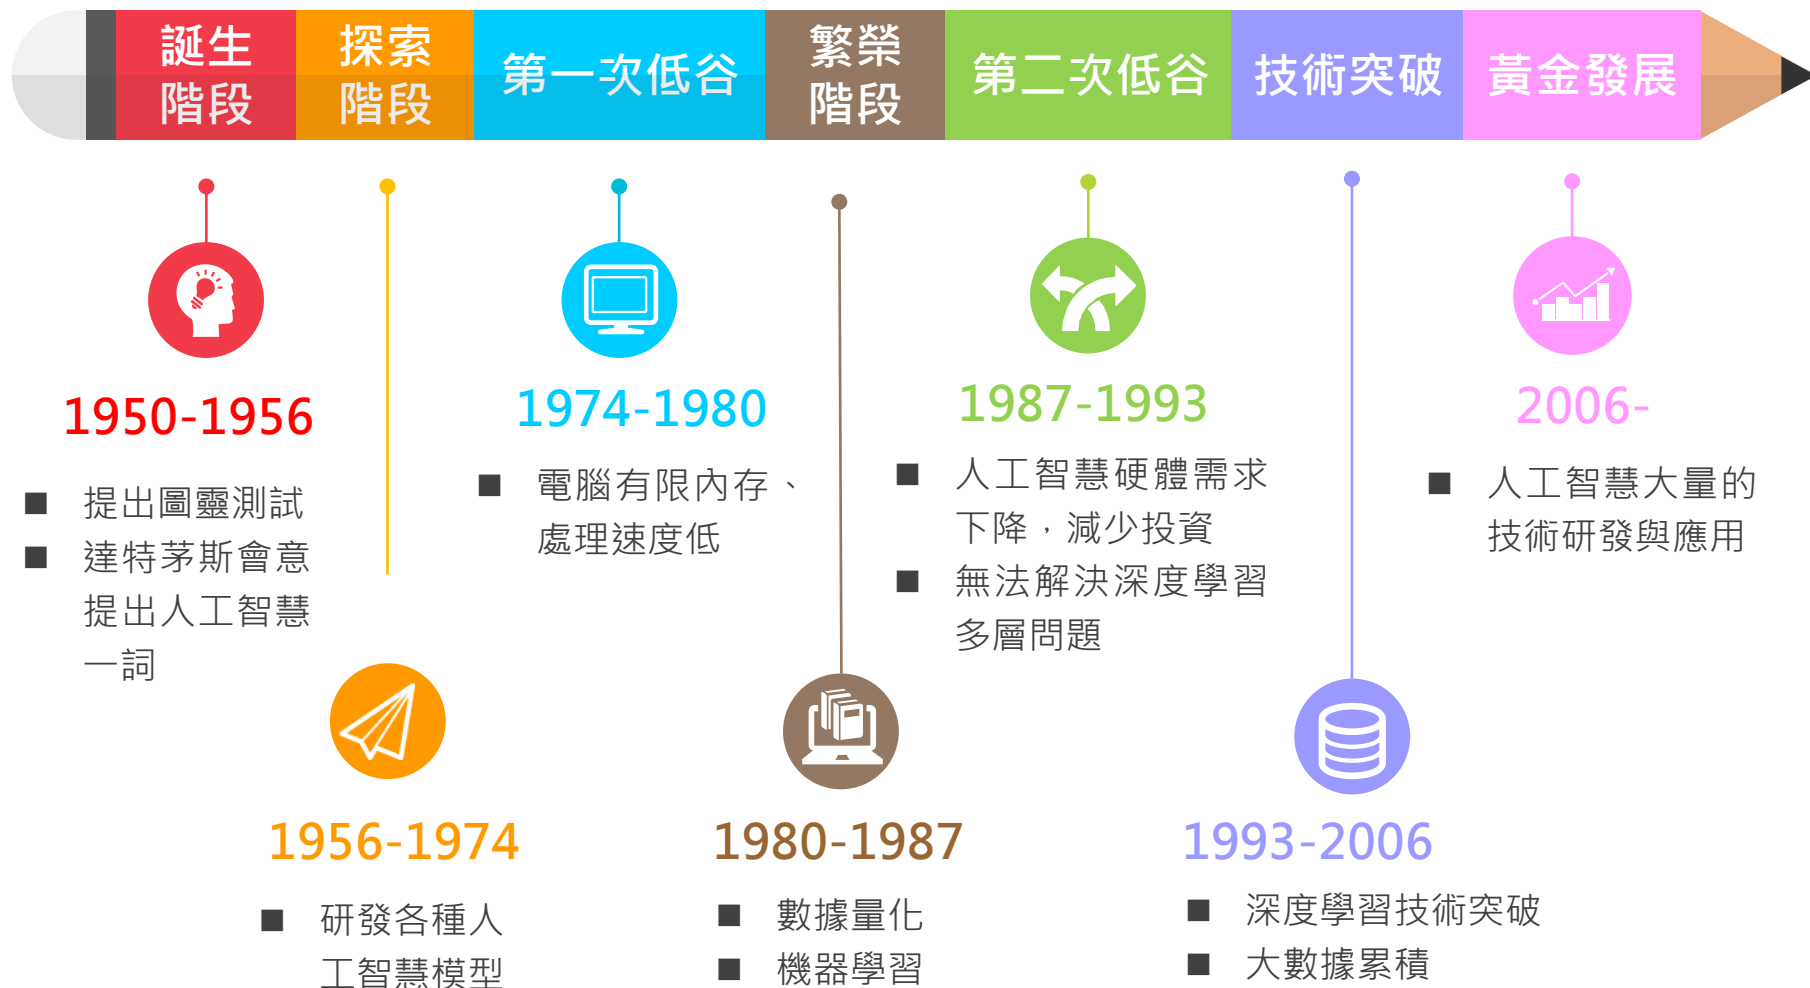 誕生
階段
探索
階段
第一次低谷
繁榮
階段
第二次低谷
技術突破
黃金發展
1950-1956
■ 提出圖靈測試
■ 達特茅斯會意
提出人工智慧
一詞
1956-1974
■ 研發各種人
工智慧模型
1974-1980
■ 電腦有限內存、
處理速度低
1980-1987
■ 數據量化
■ 機器學習
1987-1993
■ 人工智慧硬體需求
下降，減少投資
■ 無法解決深度學習
多層問題
1993-2006
■ 深度學習技術突破
■ 大數據累積
2006-
■ 人工智慧大量的
技術研發與應用